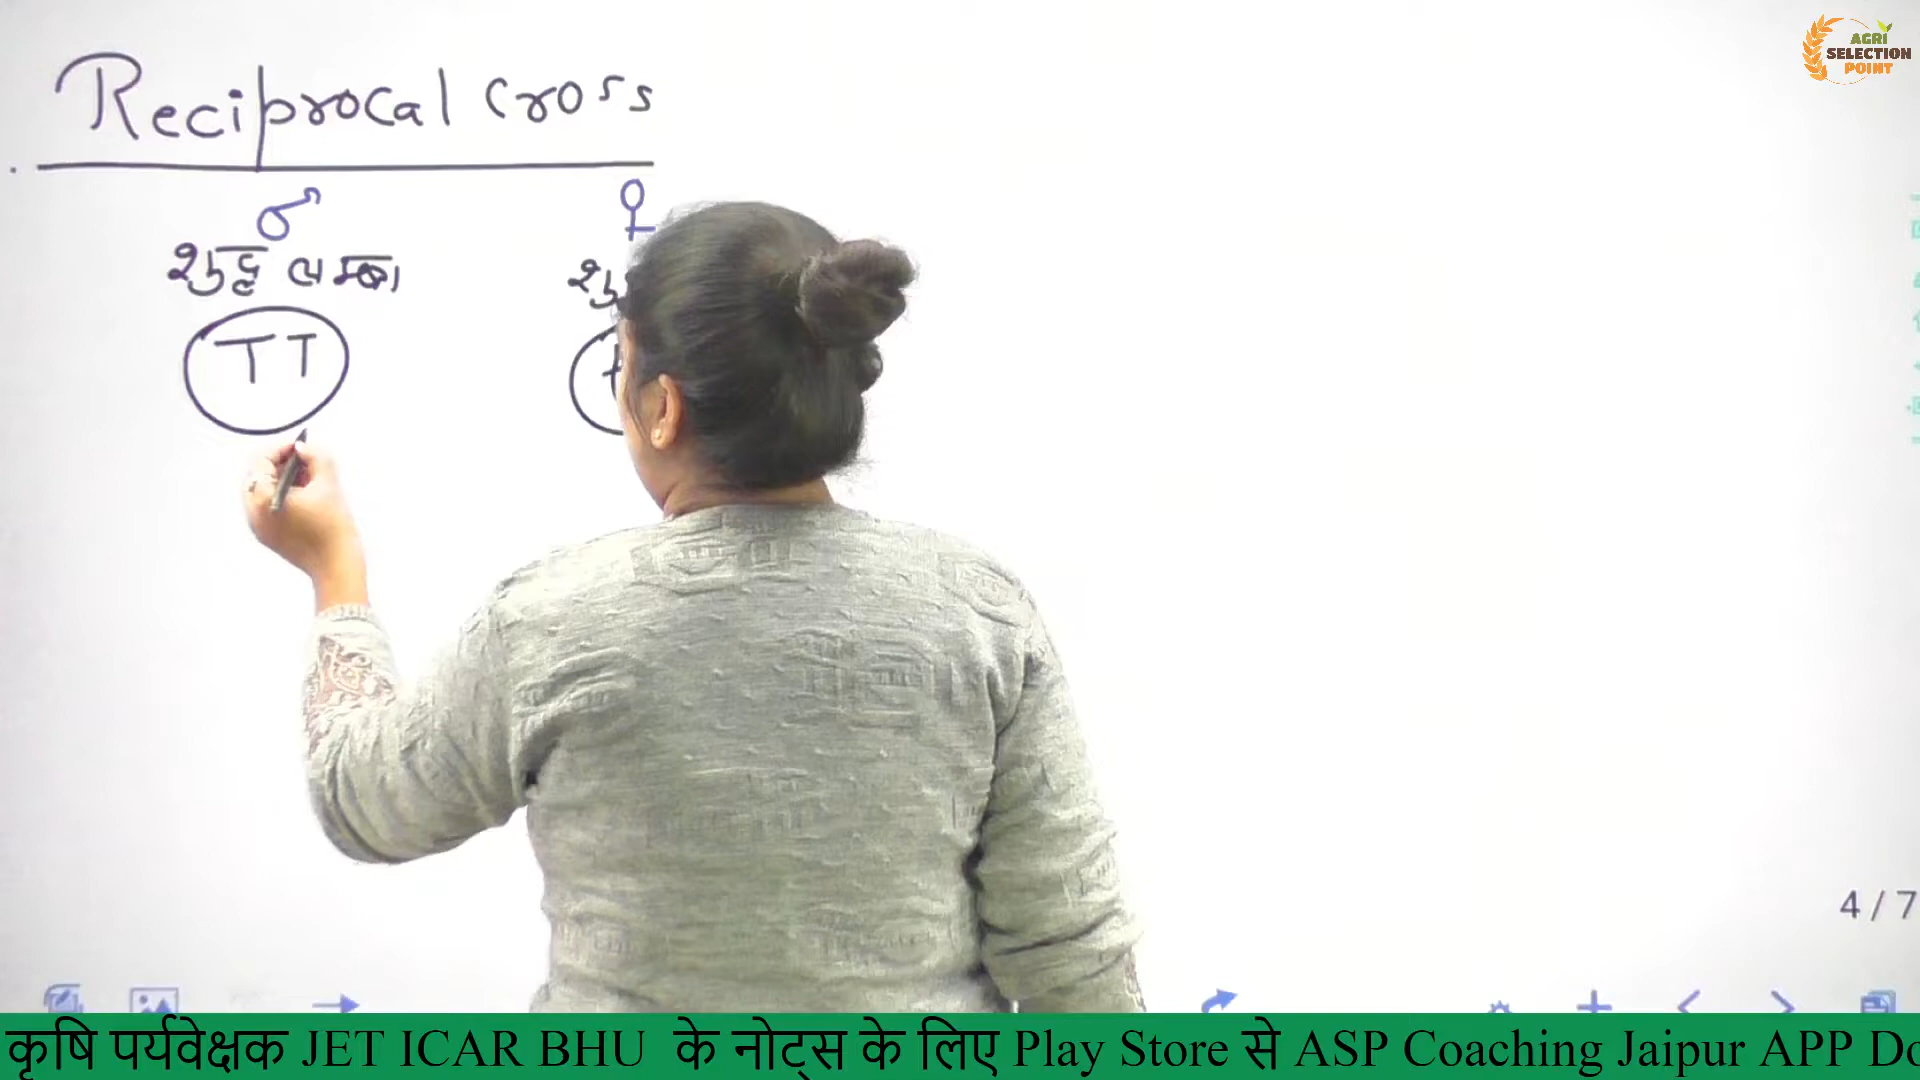 AGRI
SELECTION
POINT
Reciprocal cross
♂ ♀
शुद्ध लम्बा
TT
4 / 7
कृषि पर्यवेक्षक JET ICAR BHU के नोट्स के लिए Play Store से ASP Coaching Jaipur APP Do